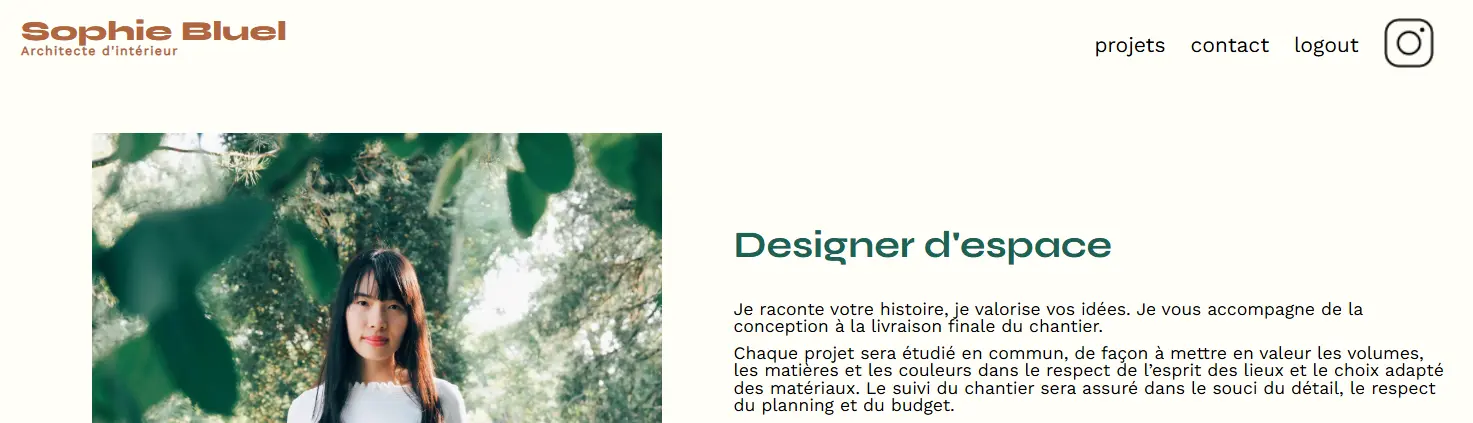 Sophie Bluel
Architecte d'intérieur
projets contact logout
Designer d'espace
Je raconte votre histoire, je valorise vos idées. Je vous accompagne de la
conception à la livraison finale du chantier.
Chaque projet sera étudié en commun, de façon à mettre en valeur les volumes,
les matières et les couleurs dans le respect de l’esprit des lieux et le choix adapté
des matériaux. Le suivi du chantier sera assuré dans le souci du détail, le respect
du planning et du budget.